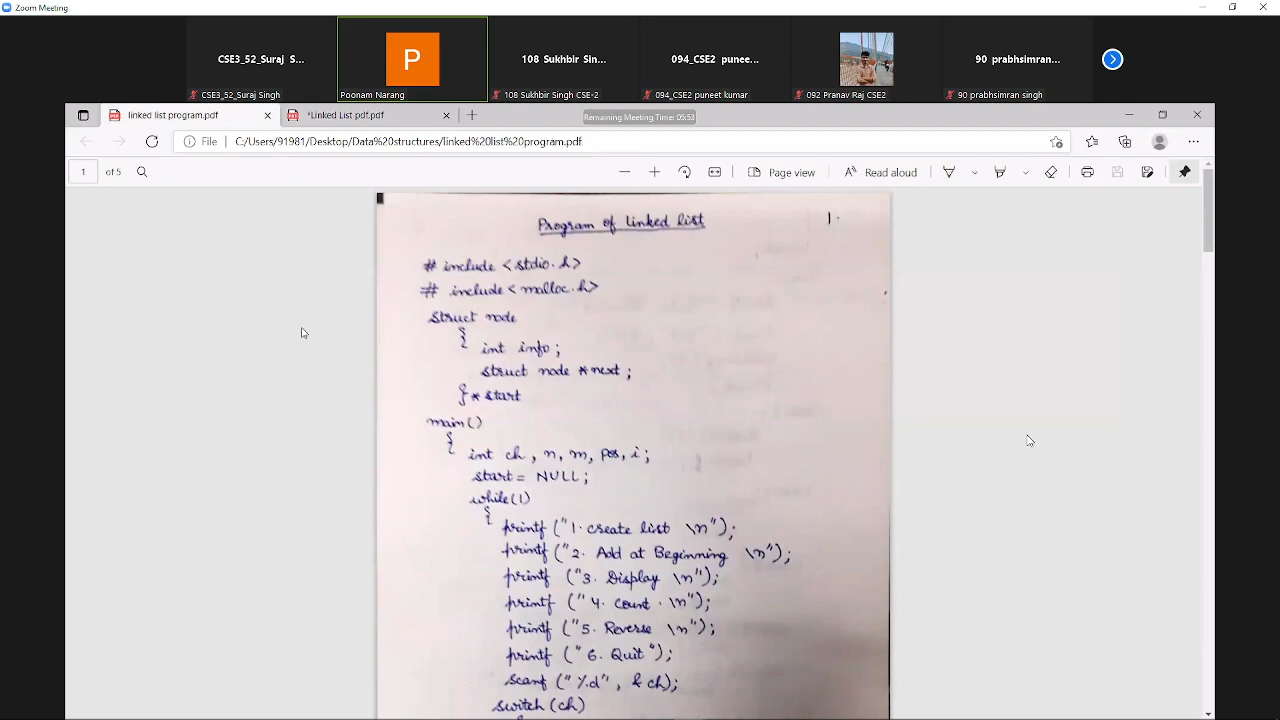 Zoom Meeting
CSE3_52_Suraj S...
P
108 Sukhbir Sin...
094_CSE2 punee...
90 prabhsimran...
CSE3_52_Suraj Singh
Poonam Narang
108 Sukhbir Singh CSE-2
094_CSE2 puneet kumar
092 Pranav Raj CSE2
90 prabhsimran singh
linked list program.pdf
*Linked List pdf.pdf
Remaining Meeting Time: 05:53
File
C:/Users/91981/Desktop/Data%20structures/linked%20list%20program.pdf
1 of 5
Page view
Read aloud
Program of linked list
1.
# include <stdio.h>
# include <malloc.h>
struct node
{
int info ;
struct node *next ;
}* start
main()
{
int ch, n, m, pos, i;
start = NULL;
while(1)
{
printf ("1. create list \n");
printf ("2. Add at Beginning \n");
printf ("3. Display \n");
printf ("4. count. \n");
printf ("5. Reverse \n");
printf ("6. Quit");
scanf ("%d", & ch);
switch (ch)
{